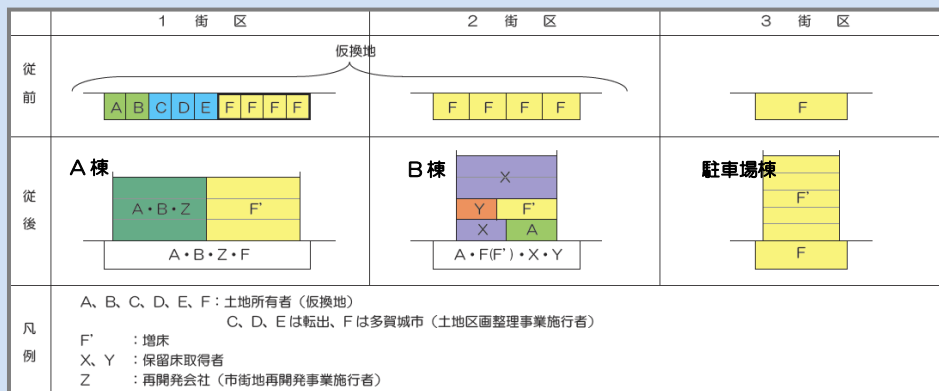 1 街 区
2 街 区
3 街 区
従前
仮換地
A B C D E F F F F
F F F F
F
従後
A棟
A・B・Z
F'
A・B・Z・F
B棟
X
Y
F'
X
A
A・F(F')・X・Y
駐車場棟
F'
F
凡例
A、B、C、D、E、F：土地所有者（仮換地）
C、D、Eは転出、Fは多賀城市（土地区画整理事業施行者）
F' ：増床
X、Y ：保留床取得者
Z ：再開発会社（市街地再開発事業施行者）